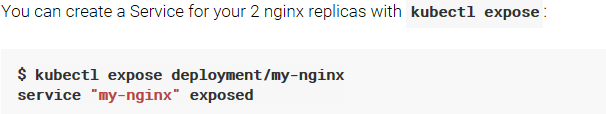 You can create a Service for your 2 nginx replicas with kubectl expose:
$ kubectl expose deployment/my-nginx
service "my-nginx" exposed